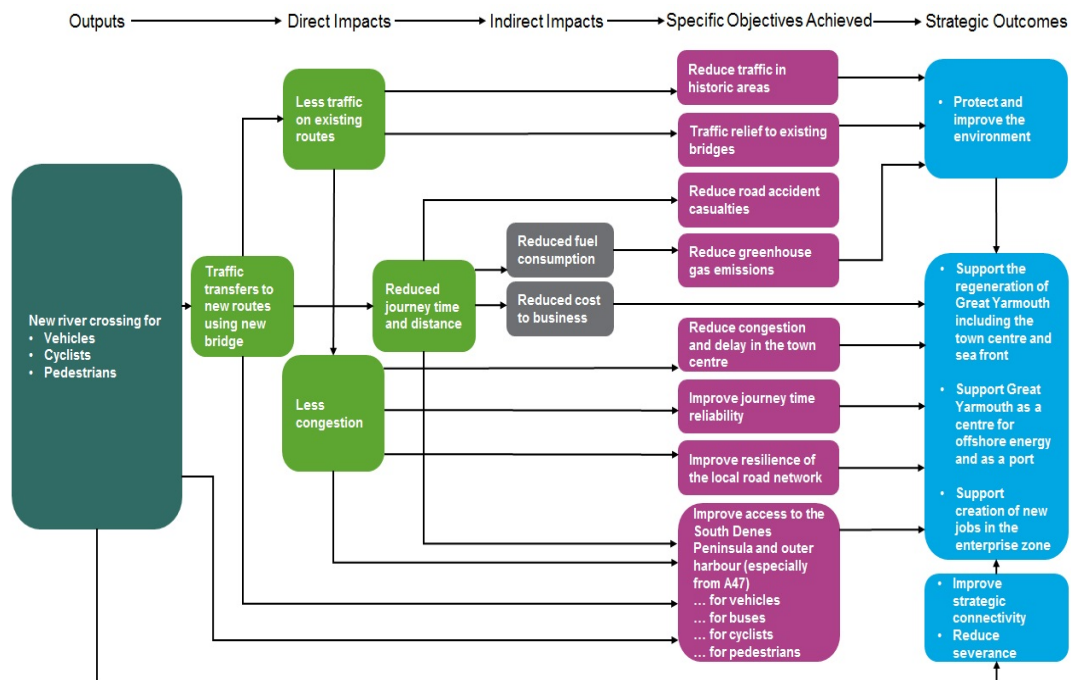 Outputs
Direct Impacts
Indirect Impacts
Specific Objectives Achieved
Strategic Outcomes
New river crossing for
• Vehicles
• Cyclists
• Pedestrians
Traffic
transfers to
new routes
using new
bridge
Less traffic
on existing
routes
Reduced
journey time
and distance
Less
congestion
Reduced fuel
consumption
Reduced cost
to business
Reduce traffic in
historic areas
Traffic relief to existing
bridges
Reduce road accident
casualties
Reduce greenhouse
gas emissions
Reduce congestion
and delay in the town
centre
Improve journey time
reliability
Improve resilience of
the local road network
Improve access to the
South Denes
Peninsula and outer
harbour (especially
from A47)
... for vehicles
... for buses
... for cyclists
... for pedestrians
• Protect and
improve the
environment
• Support the
regeneration of
Great Yarmouth
including the
town centre and
sea front
• Support Great
Yarmouth as a
centre for
offshore energy
and as a port
• Support
creation of new
jobs in the
enterprise zone
• Improve
strategic
connectivity
• Reduce
severance